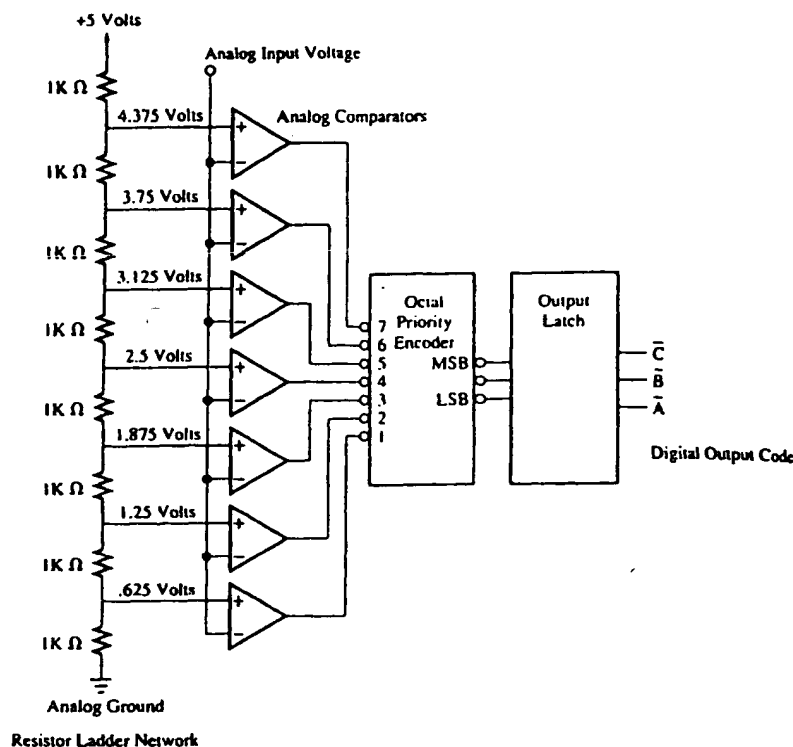 +5 Volts
Analog Input Voltage
1K Ω
4.375 Volts
Analog Comparators
+
−
1K Ω
3.75 Volts
+
−
1K Ω
3.125 Volts
+
−
Octal
Priority
Encoder
Output
Latch
1K Ω
2.5 Volts
+
−
7
6
5
4
3
2
1
MSB
LSB
C̅
B̅
A̅
Digital Output Code
1K Ω
1.875 Volts
+
−
1K Ω
1.25 Volts
+
−
1K Ω
.625 Volts
+
−
1K Ω
Analog Ground
Resistor Ladder Network